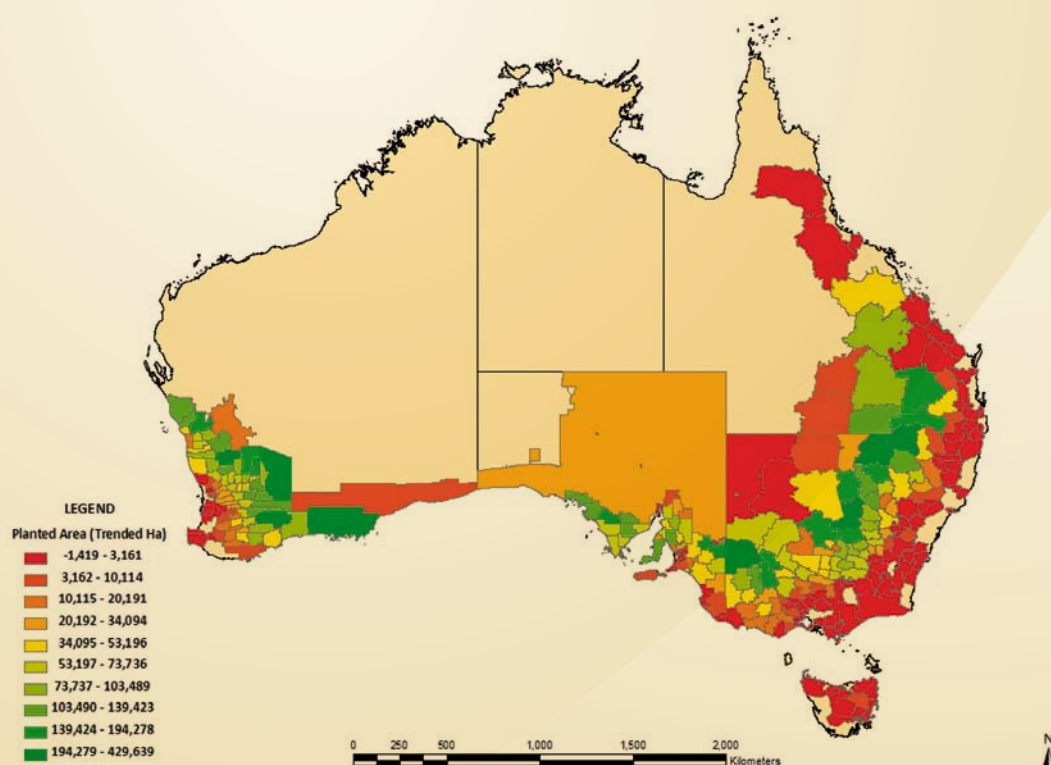 LEGEND
Planted Area (Trended Ha)
-1,419 - 3,161
3,162 - 10,114
10,115 - 20,191
20,192 - 34,094
34,095 - 53,196
53,197 - 73,736
73,737 - 103,489
103,490 - 139,423
139,424 - 194,278
194,279 - 429,639
0 250 500 1,000 1,500 2,000
Kilometers
N